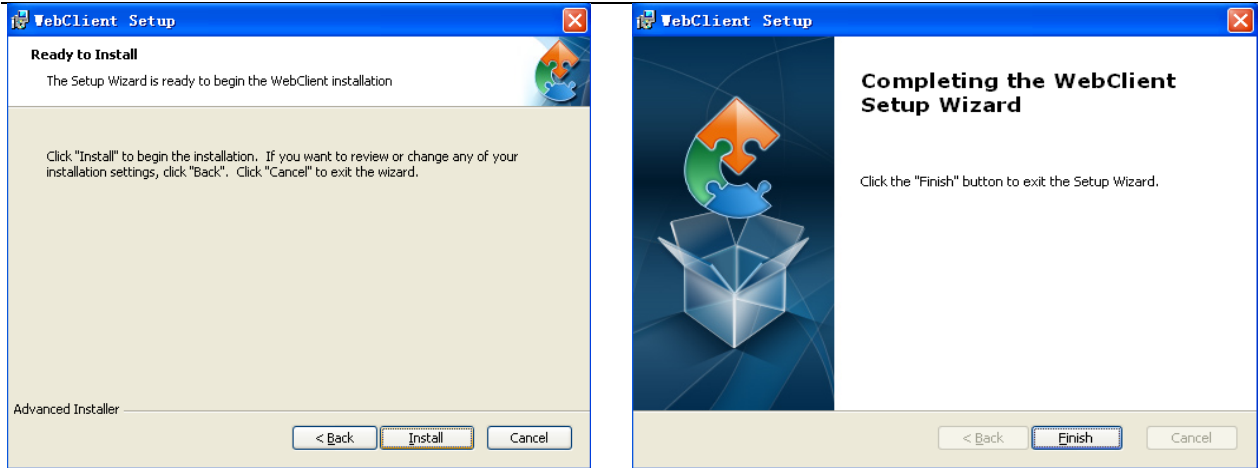 WebClient Setup
Ready to Install
The Setup Wizard is ready to begin the WebClient installation
Click "Install" to begin the installation.  If you want to review or change any of your
installation settings, click "Back".  Click "Cancel" to exit the wizard.
Advanced Installer
< Back
Install
Cancel
WebClient Setup
Completing the WebClient
Setup Wizard
Click the "Finish" button to exit the Setup Wizard.
< Back
Finish
Cancel